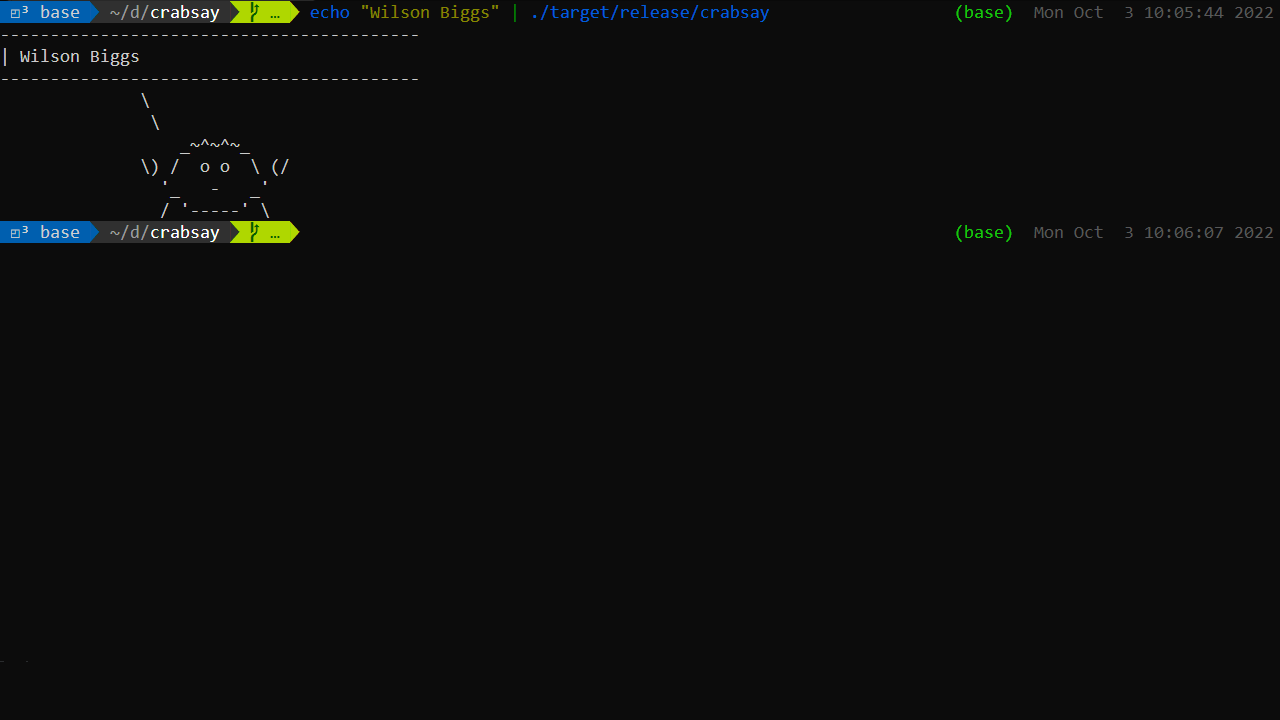 ◰³ base ~/d/crabsay … echo "Wilson Biggs" | ./target/release/crabsay (base) Mon Oct  3 10:05:44 2022
------------------------------------------
| Wilson Biggs
------------------------------------------
              \
               \
                  _~^~^~_
              \) /  o o  \ (/
                '_   -   _'
                / '-----' \
◰³ base ~/d/crabsay … (base) Mon Oct  3 10:06:07 2022